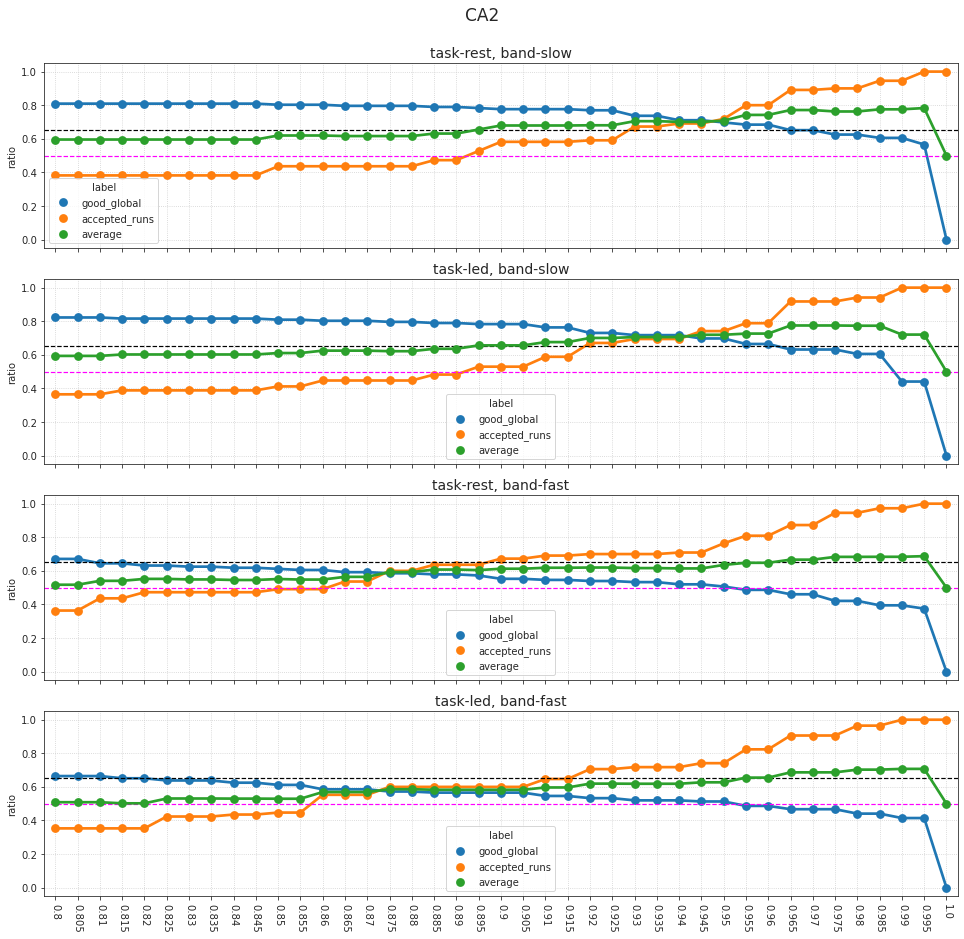 CA2
task-rest, band-slow
1.0
0.8
0.6
0.4
0.2
0.0
ratio
label
good_global
accepted_runs
average
task-led, band-slow
1.0
0.8
0.6
0.4
0.2
0.0
ratio
label
good_global
accepted_runs
average
task-rest, band-fast
1.0
0.8
0.6
0.4
0.2
0.0
ratio
label
good_global
accepted_runs
average
task-led, band-fast
1.0
0.8
0.6
0.4
0.2
0.0
ratio
label
good_global
accepted_runs
average
0.8
0.805
0.81
0.815
0.82
0.825
0.83
0.835
0.84
0.845
0.85
0.855
0.86
0.865
0.87
0.875
0.88
0.885
0.89
0.895
0.9
0.905
0.91
0.915
0.92
0.925
0.93
0.935
0.94
0.945
0.95
0.955
0.96
0.965
0.97
0.975
0.98
0.985
0.99
0.995
1.0